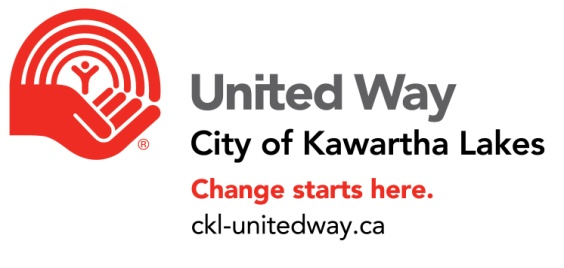 ®
United Way
City of Kawartha Lakes
Change starts here.
ckl-unitedway.ca